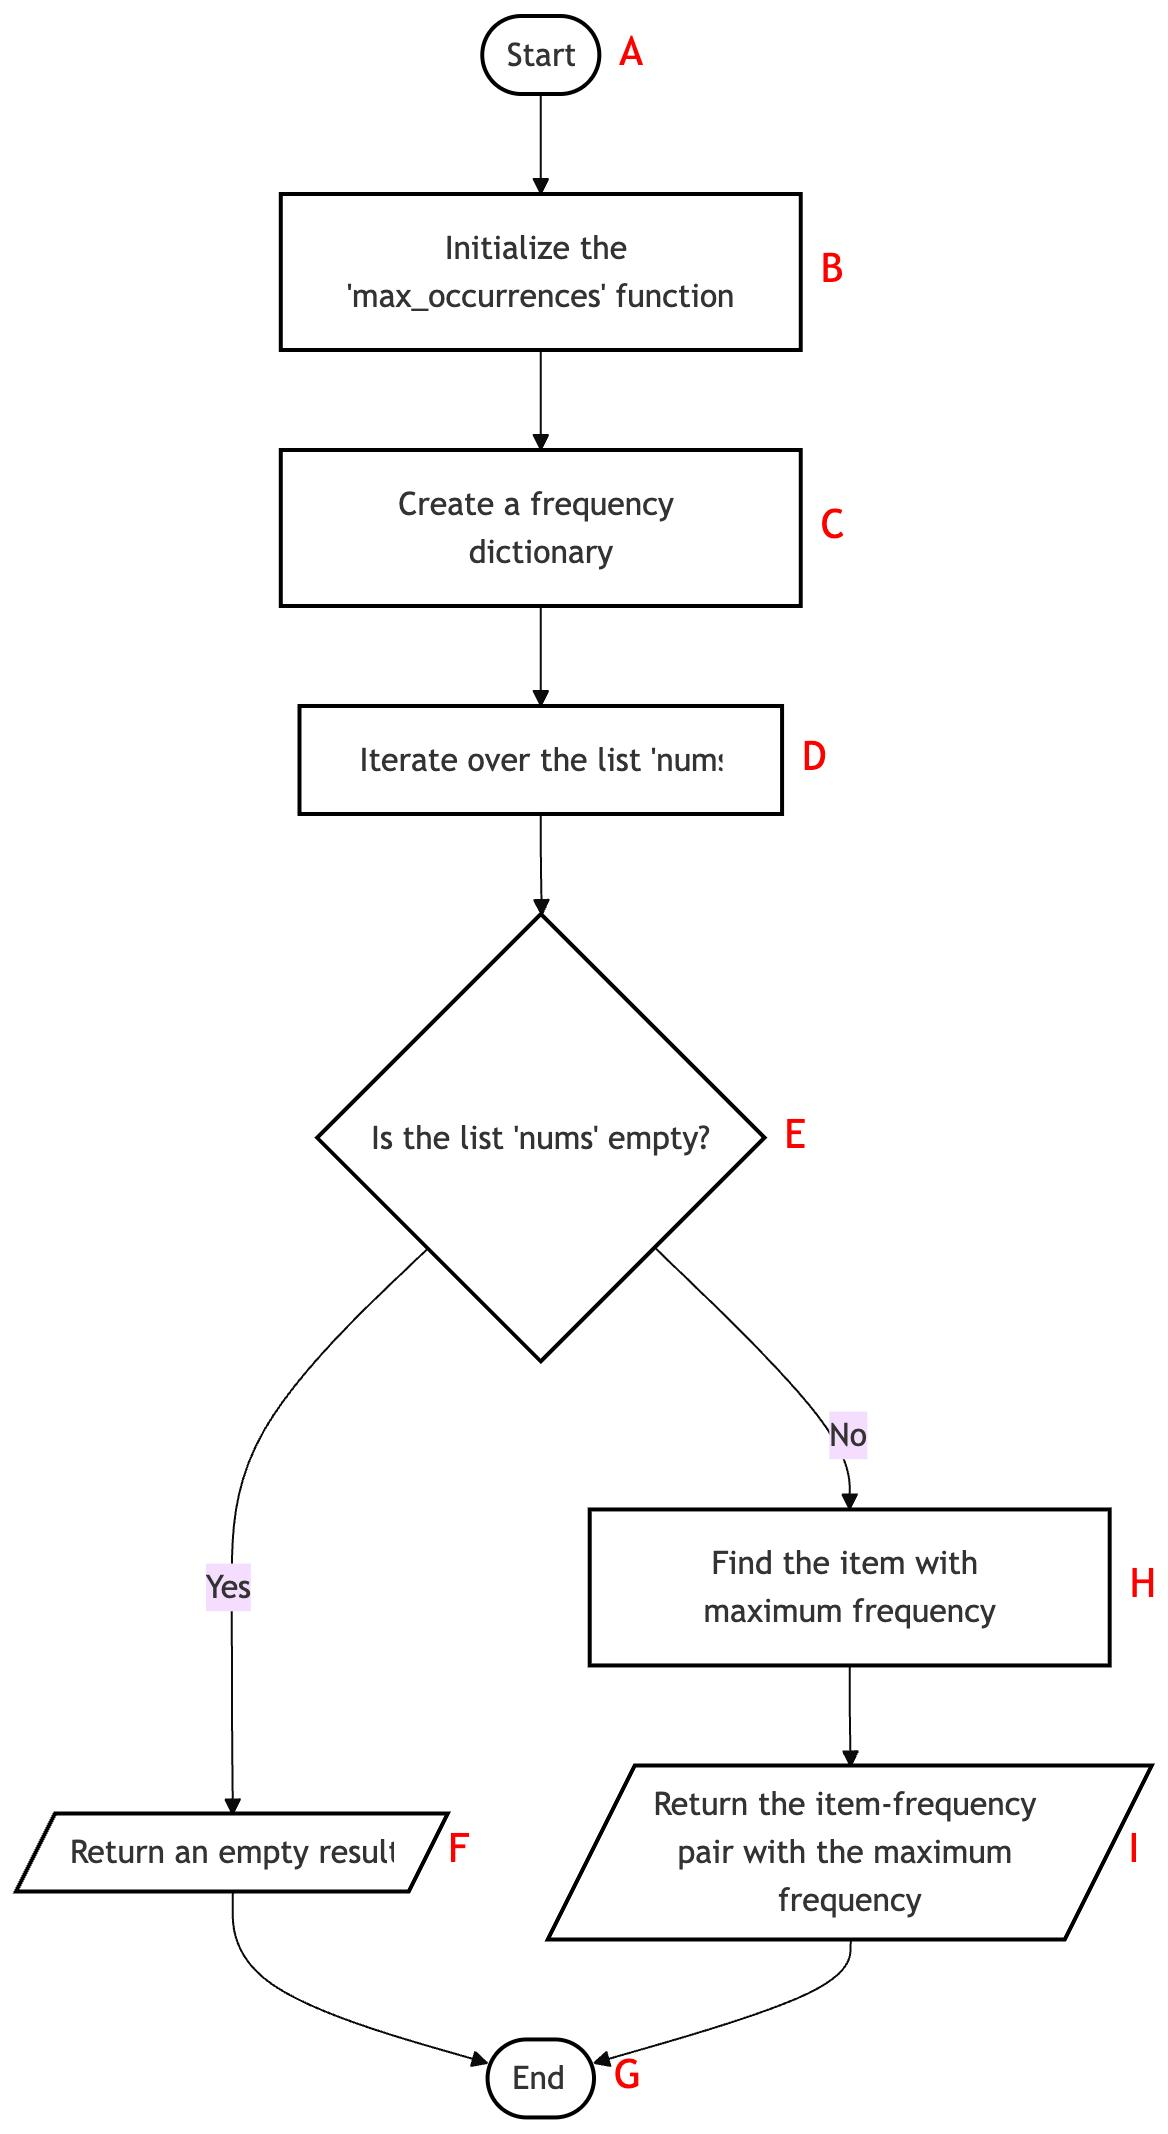 Start
A
Initialize the
'max_occurrences' function
B
Create a frequency
dictionary
C
Iterate over the list 'nums
D
Is the list 'nums' empty?
E
No
Yes
Find the item with
maximum frequency
H
Return an empty result
F
Return the item-frequency
pair with the maximum
frequency
I
End
G